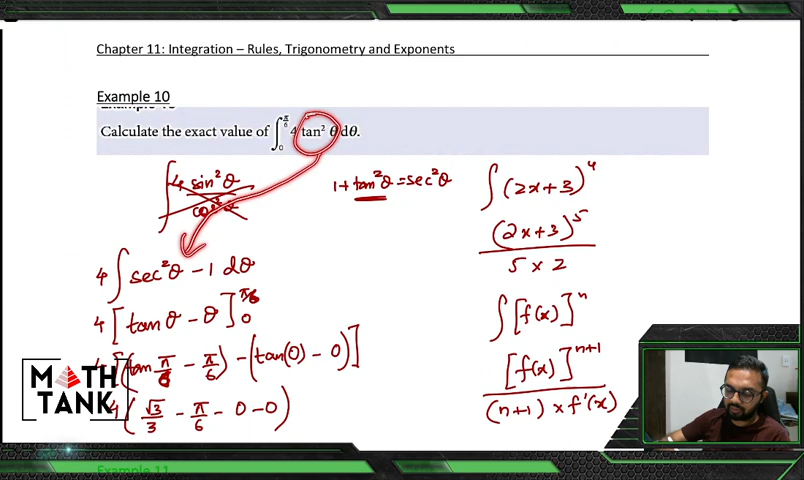 Chapter 11: Integration – Rules, Trigonometry and Exponents
Example 10
Calculate the exact value of ∫₀^{π/6} 4 tan² θ dθ.
∫ 4 sin²θ / cos²θ
1 + tan²θ = sec²θ
4 ∫ sec²θ − 1 dθ
4 [tanθ − θ]₀^{π/6}
(tan π/6 − π/6) − (tan(0) − 0)]
4 (√3/3 − π/6 − 0 − 0)
∫ (2x+3)⁴
(2x+3)⁵ / 5 × 2
∫ [f(x)]ⁿ
[f(x)]ⁿ⁺¹ / (n+1) × f'(x)
MATH
TANK
Example 11